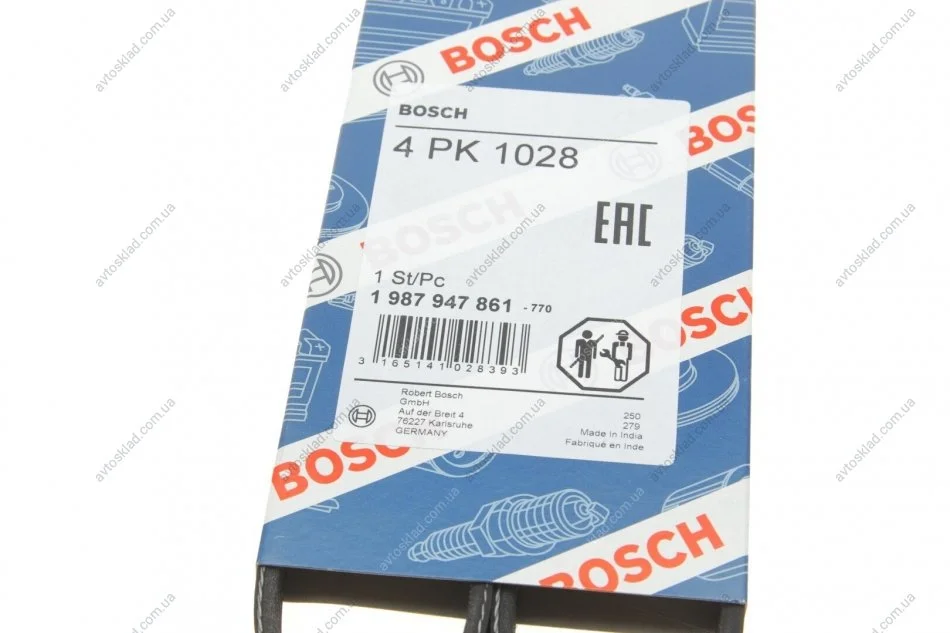 BOSCH
BOSCH
4 PK 1028
BOSCH
BOSCH
EAC
1 St/Pc
1 987 947 861 - 770
BOSCH
3 165141 028393
Robert Bosch
GmbH
Auf der Breit 4
76227 Karlsruhe
GERMANY
250
279
Made in India
Fabriqué en Inde
BOSCH
BOSCH
avtosklad.com.ua